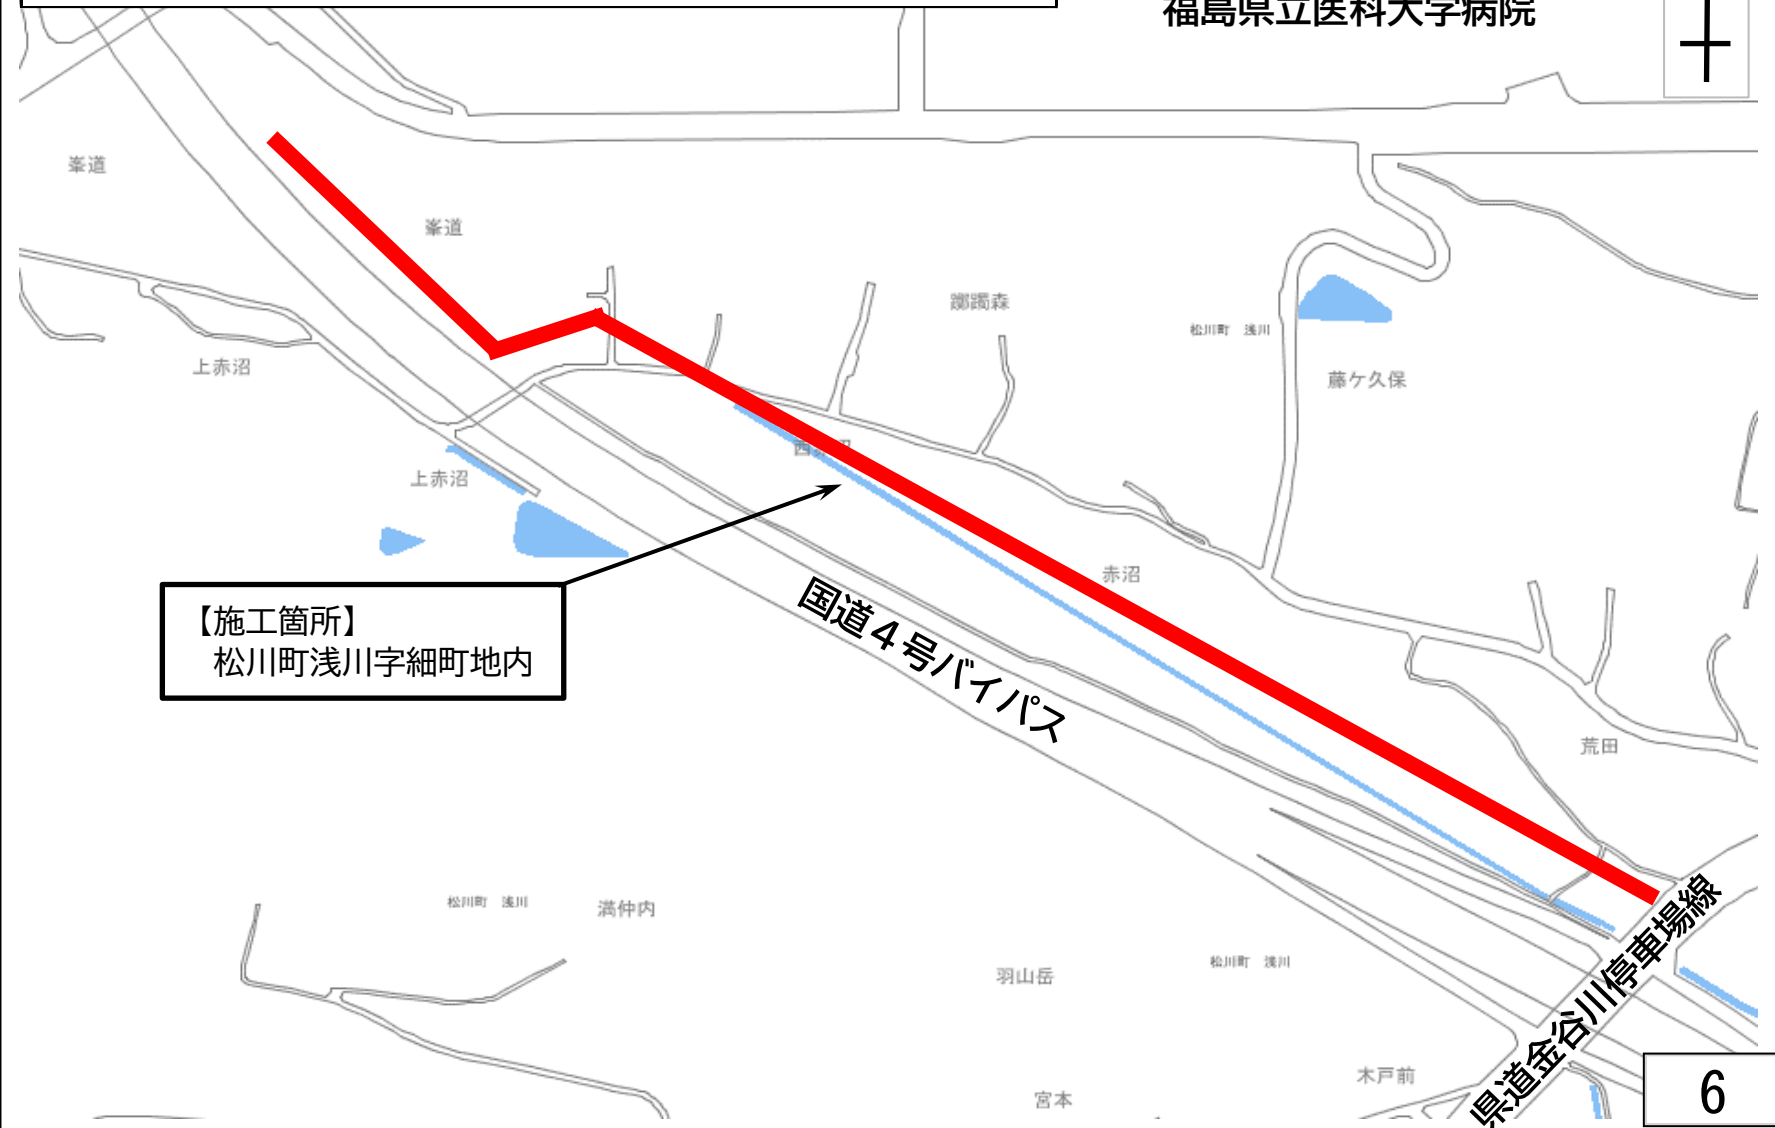 福島県立医科大学病院
峯道
峯道
躑躅森
松川町 浅川
上赤沼
藤ケ久保
上赤沼
赤沼
【施工箇所】
松川町浅川字細町地内
国道4号バイパス
荒田
松川町 浅川
満仲内
羽山岳
松川町 浅川
県道金谷川停車場線
木戸前
宮本
6